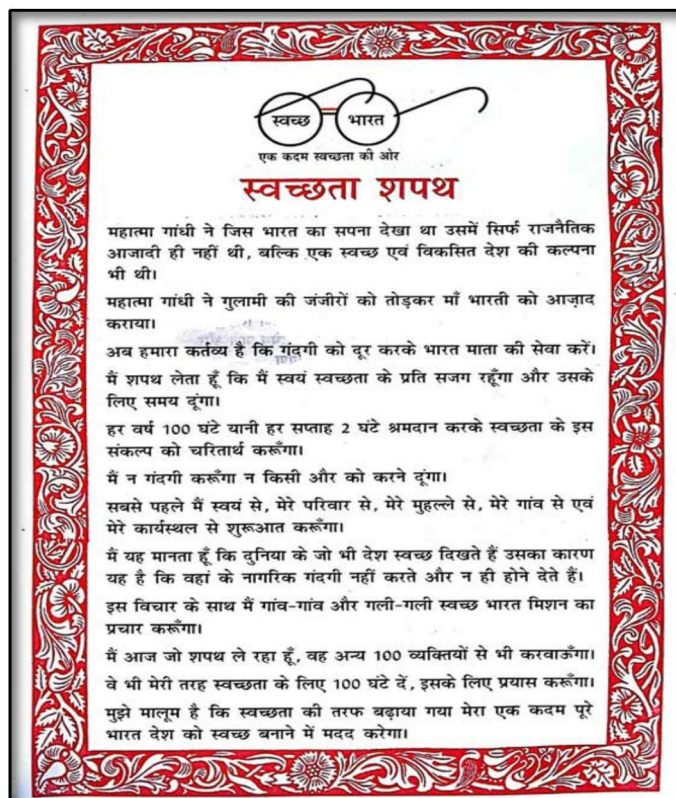 स्वच्छ भारत
एक कदम स्वच्छता की ओर
स्वच्छता शपथ
महात्मा गांधी ने जिस भारत का सपना देखा था उसमें सिर्फ राजनैतिक
आजादी ही नहीं थी, बल्कि एक स्वच्छ एवं विकसित देश की कल्पना
भी थी।
महात्मा गांधी ने गुलामी की जंजीरों को तोड़कर माँ भारती को आज़ाद
कराया।
अब हमारा कर्तव्य है कि गंदगी को दूर करके भारत माता की सेवा करें।
मैं शपथ लेता हूँ कि मैं स्वयं स्वच्छता के प्रति सजग रहूँगा और उसके
लिए समय दूंगा।
हर वर्ष 100 घंटे यानी हर सप्ताह 2 घंटे श्रमदान करके स्वच्छता के इस
संकल्प को चरितार्थ करूँगा।
मैं न गंदगी करूँगा न किसी और को करने दूंगा।
सबसे पहले मैं स्वयं से, मेरे परिवार से, मेरे मुहल्ले से, मेरे गांव से एवं
मेरे कार्यस्थल से शुरूआत करूँगा।
मैं यह मानता हूँ कि दुनिया के जो भी देश स्वच्छ दिखते हैं उसका कारण
यह है कि वहां के नागरिक गंदगी नहीं करते और न ही होने देते हैं।
इस विचार के साथ मैं गांव-गांव और गली-गली स्वच्छ भारत मिशन का
प्रचार करूँगा।
मैं आज जो शपथ ले रहा हूँ, वह अन्य 100 व्यक्तियों से भी करवाऊँगा।
वे भी मेरी तरह स्वच्छता के लिए 100 घंटे दें, इसके लिए प्रयास करूँगा।
मुझे मालूम है कि स्वच्छता की तरफ बढ़ाया गया मेरा एक कदम पूरे
भारत देश को स्वच्छ बनाने में मदद करेगा।